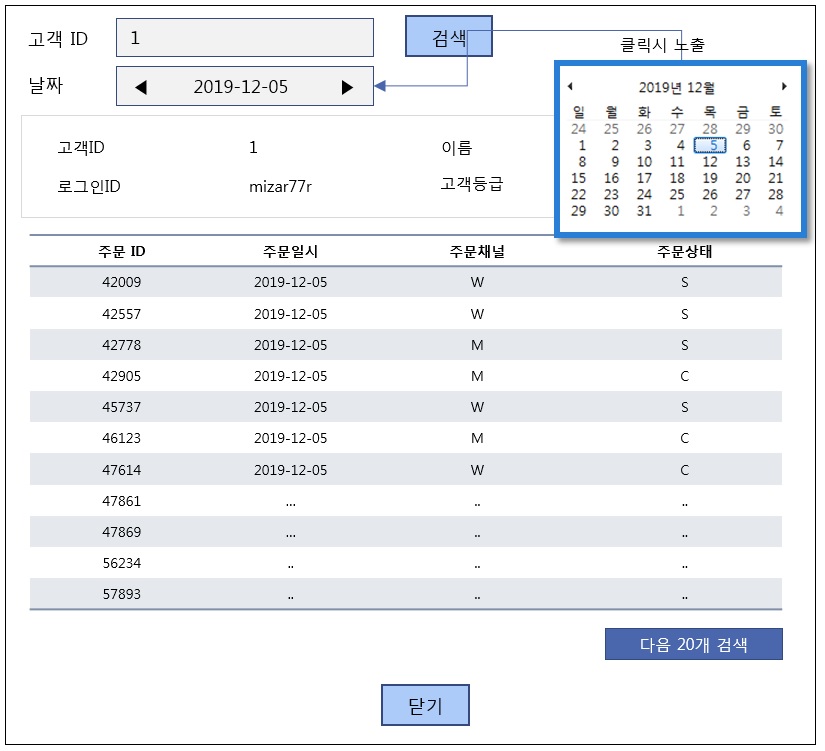 고객 ID 1 검색
클릭시 노출
날짜 ◀ 2019-12-05 ▶
2019년 12월
일 월 화 수 목 금 토
24 25 26 27 28 29 30
1 2 3 4 5 6 7
8 9 10 11 12 13 14
15 16 17 18 19 20 21
22 23 24 25 26 27 28
29 30 31 1 2 3 4
고객ID 1 이름
로그인ID mizar77r 고객등급
주문 ID 주문일시 주문채널 주문상태
42009 2019-12-05 W S
42557 2019-12-05 W S
42778 2019-12-05 M S
42905 2019-12-05 M C
45737 2019-12-05 W S
46123 2019-12-05 M C
47614 2019-12-05 W C
47861 ... .. ..
47869 ... .. ..
56234 .. .. ..
57893 .. .. ..
다음 20개 검색
닫기